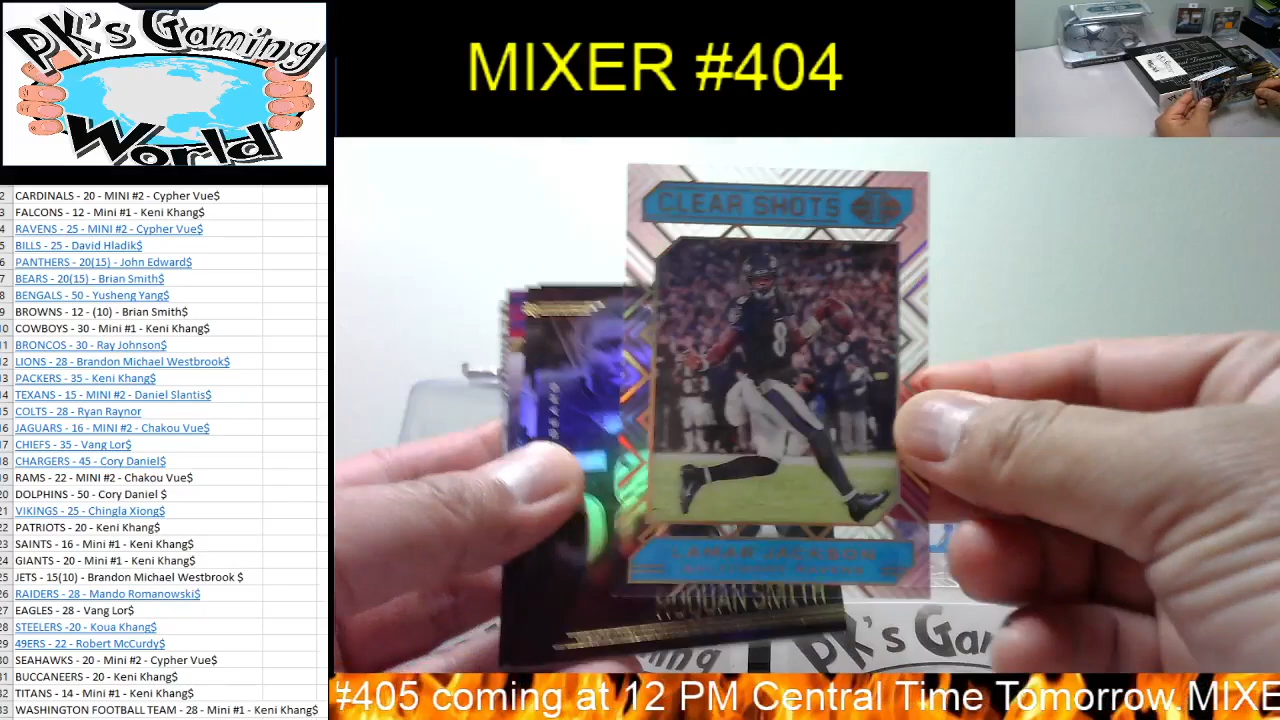 PK's Gaming
World
MIXER #404
2 CARDINALS - 20 - MINI #2 - Cypher Vue$
3 FALCONS - 12 - Mini #1 - Keni Khang$
4 RAVENS - 25 - MINI #2 - Cypher Vue$
5 BILLS - 25 - David Hladik$
6 PANTHERS - 20(15) - John Edward$
7 BEARS - 20(15) - Brian Smith$
8 BENGALS - 50 - Yusheng Yang$
9 BROWNS - 12 - (10) - Brian Smith$
10 COWBOYS - 30 - Mini #1 - Keni Khang$
11 BRONCOS - 30 - Ray Johnson$
12 LIONS - 28 - Brandon Michael Westbrook$
13 PACKERS - 35 - Keni Khang$
14 TEXANS - 15 - MINI #2 - Daniel Slantis$
15 COLTS - 28 - Ryan Raynor
16 JAGUARS - 16 - MINI #2 - Chakou Vue$
17 CHIEFS - 35 - Vang Lor$
18 CHARGERS - 45 - Cory Daniel$
19 RAMS - 22 - MINI #2 - Chakou Vue$
20 DOLPHINS - 50 - Cory Daniel $
21 VIKINGS - 25 - Chingla Xiong$
22 PATRIOTS - 20 - Keni Khang$
23 SAINTS - 16 - Mini #1 - Keni Khang$
24 GIANTS - 20 - Mini #1 - Keni Khang$
25 JETS - 15(10) - Brandon Michael Westbrook $
26 RAIDERS - 28 - Mando Romanowski$
27 EAGLES - 28 - Vang Lor$
28 STEELERS -20 - Koua Khang$
29 49ERS - 22 - Robert McCurdy$
30 SEAHAWKS - 20 - Mini #2 - Cypher Vue$
31 BUCCANEERS - 20 - Keni Khang$
32 TITANS - 14 - Mini #1 - Keni Khang$
33 WASHINGTON FOOTBALL TEAM - 28 - Mini #1 - Keni Khang$
CLEAR SHOTS
8
LAMAR JACKSON
BALTIMORE RAVENS
SMITH
PK's Gam
#405 coming at 12 PM Central Time Tomorrow. MIXE